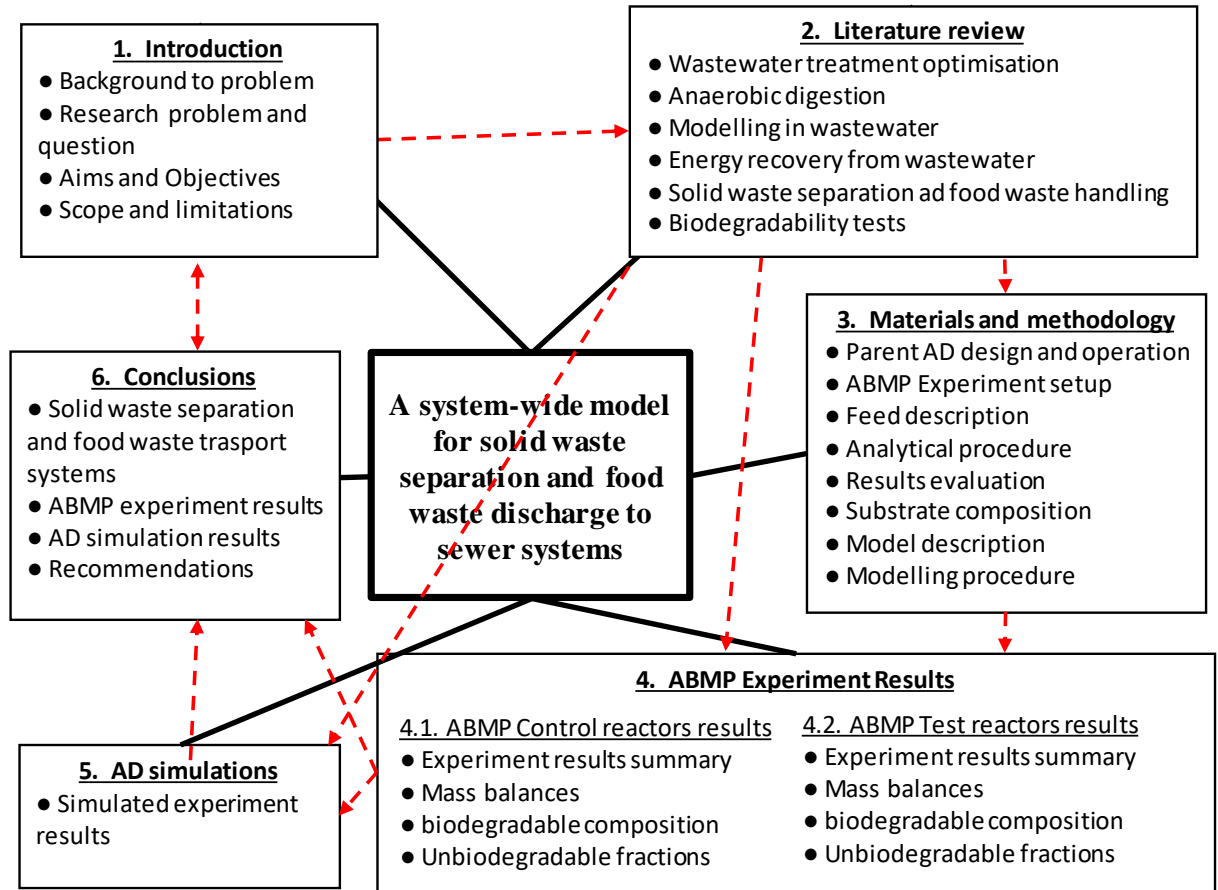 1. Introduction
● Background to problem
● Research problem and
question
● Aims and Objectives
● Scope and limitations
2. Literature review
● Wastewater treatment optimisation
● Anaerobic digestion
● Modelling in wastewater
● Energy recovery from wastewater
● Solid waste separation ad food waste handling
● Biodegradability tests
3. Materials and methodology
● Parent AD design and operation
● ABMP Experiment setup
● Feed description
● Analytical procedure
● Results evaluation
● Substrate composition
● Model description
● Modelling procedure
6. Conclusions
● Solid waste separation
and food waste trasport
systems
● ABMP experiment results
● AD simulation results
● Recommendations
A system-wide model
for solid waste
separation and food
waste discharge to
sewer systems
4. ABMP Experiment Results
4.1. ABMP Control reactors results
● Experiment results summary
● Mass balances
● biodegradable composition
● Unbiodegradable fractions
4.2. ABMP Test reactors results
● Experiment results summary
● Mass balances
● biodegradable composition
● Unbiodegradable fractions
5. AD simulations
● Simulated experiment
results